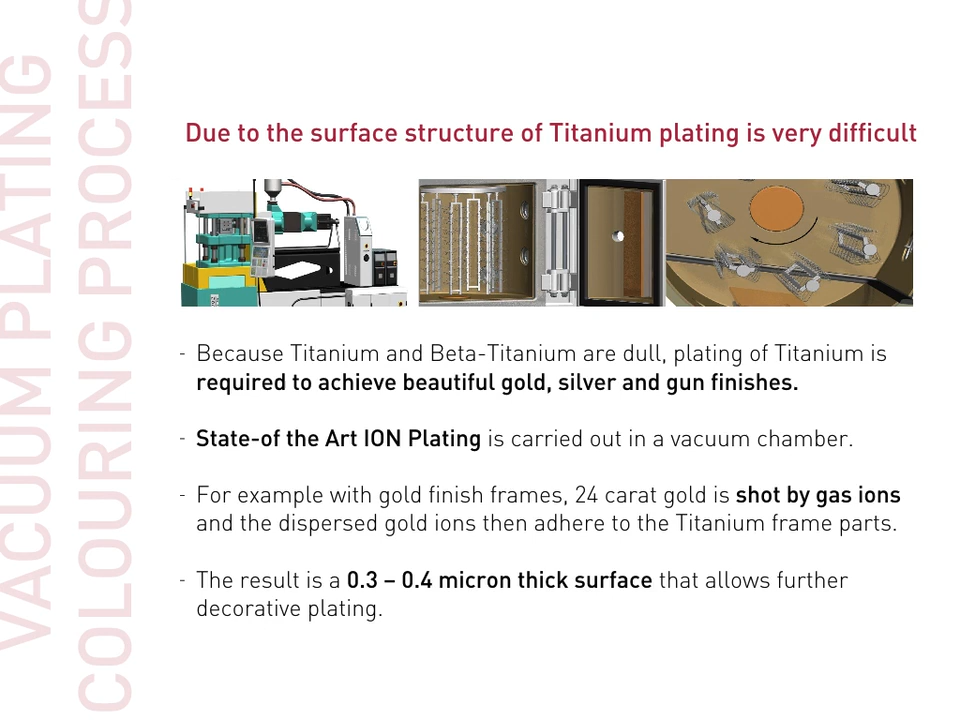 VACUUM PLATING
COLOURING PROCESS
Due to the surface structure of Titanium plating is very difficult
- Because Titanium and Beta-Titanium are dull, plating of Titanium is
required to achieve beautiful gold, silver and gun finishes.
- State-of the Art ION Plating is carried out in a vacuum chamber.
- For example with gold finish frames, 24 carat gold is shot by gas ions
and the dispersed gold ions then adhere to the Titanium frame parts.
- The result is a 0.3 – 0.4 micron thick surface that allows further
decorative plating.